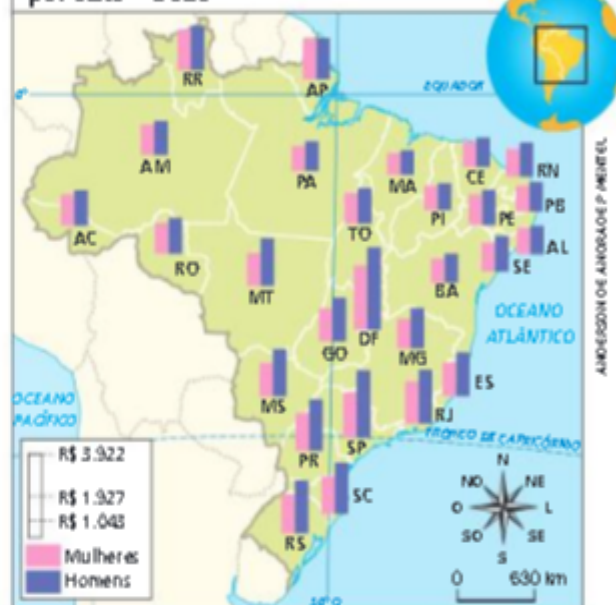 EQUADOR
0°
RR
AP
AM
PA
MA
CE
RN
PB
PE
PI
TO
AC
RO
AL
SE
MT
BA
DF
GO
MG
OCEANO
ATLÂNTICO
MS
ES
RJ
SP
PR
SC
RS
OCEANO
PACÍFICO
TRÓPICO DE CAPRICÓRNIO
R$ 3.922
R$ 1.927
R$ 1.043
Mulheres
Homens
N
NO NE
O L
SO SE
S
0 630 km
ANDERSON DE ANDRADE PIMENTEL